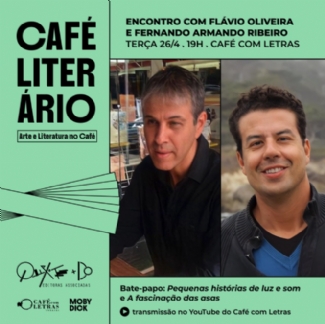 CAFÉ
LITER
ÁRIO
Arte e Literatura no Café
ENCONTRO COM FLÁVIO OLIVEIRA
E FERNANDO ARMANDO RIBEIRO
TERÇA 26/4 . 19H . CAFÉ COM LETRAS
EDITORAS ASSOCIADAS
CAFÉ COM
LETRAS
MOBY
DICK
Bate-papo: Pequenas histórias de luz e som
e A fascinação das asas
transmissão no YouTube do Café com Letras